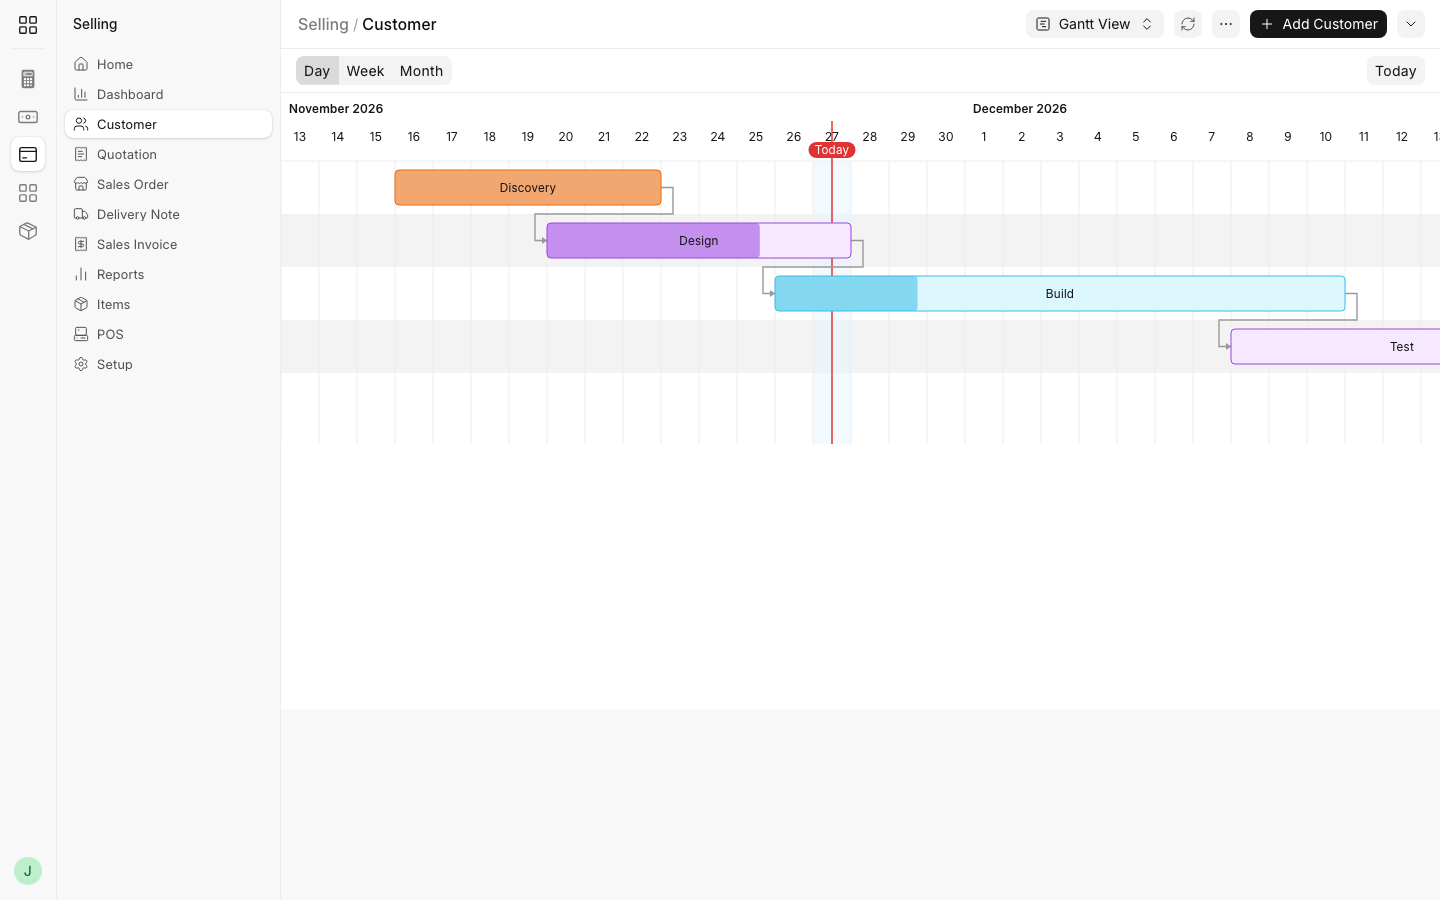 Selling
Home
Dashboard
Customer
Quotation
Sales Order
Delivery Note
Sales Invoice
Reports
Items
POS
Setup
J
Selling / Customer
Gantt View
Add Customer
Day Week Month
Today
November 2026 December 2026
13 14 15 16 17 18 19 20 21 22 23 24 25 26 27 28 29 30 1 2 3 4 5 6 7 8 9 10 11 12
Today
Discovery
Design
Build
Test